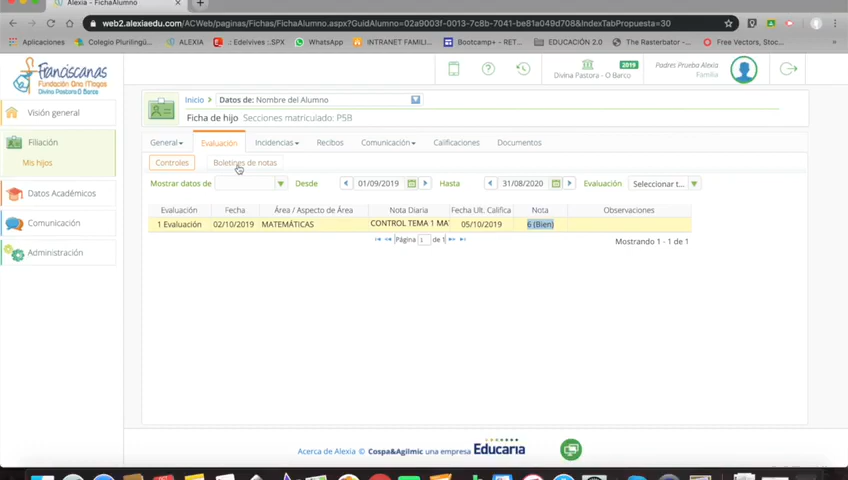 Alexia - FichaAlumno
web2.alexiaedu.com/ACWeb/paginas/Fichas/FichaAlumno.aspx?GuidAlumno=02a9003f-0013-7c8b-7041-be81a049d708&IndexTabPropuesta=30
Aplicaciones Colegio Plurilingü... ALEXIA .: Edelvives :.SPX WhatsApp INTRANET FAMILI... Bootcamp+ - RET... EDUCACIÓN 2.0 The Rasterbator -... Free Vectors, Stoc...
Franciscanas
Fundación Ana Mogas
Divina Pastora - O Barco
2019
Divina Pastora - O Barco
Padres Prueba Alexia
Familia
Visión general
Filiación
Mis hijos
Datos Académicos
Comunicación
Administración
Inicio > Datos de: Nombre del Alumno
Ficha de hijo Secciones matriculado: P5B
General Evaluación Incidencias Recibos Comunicación Calificaciones Documentos
Controles Boletines de notas
Mostrar datos de Desde 01/09/2019 Hasta 31/08/2020 Evaluación Seleccionar t...
Evaluación Fecha Área / Aspecto de Área Nota Diaria Fecha Ult. Califica Nota Observaciones
1 Evaluación 02/10/2019 MATEMÁTICAS CONTROL TEMA 1 MAT 05/10/2019 6 (Bien)
Página 1 de 1
Mostrando 1 - 1 de 1
Acerca de Alexia © Cospa&Agilmic una empresa Educaria